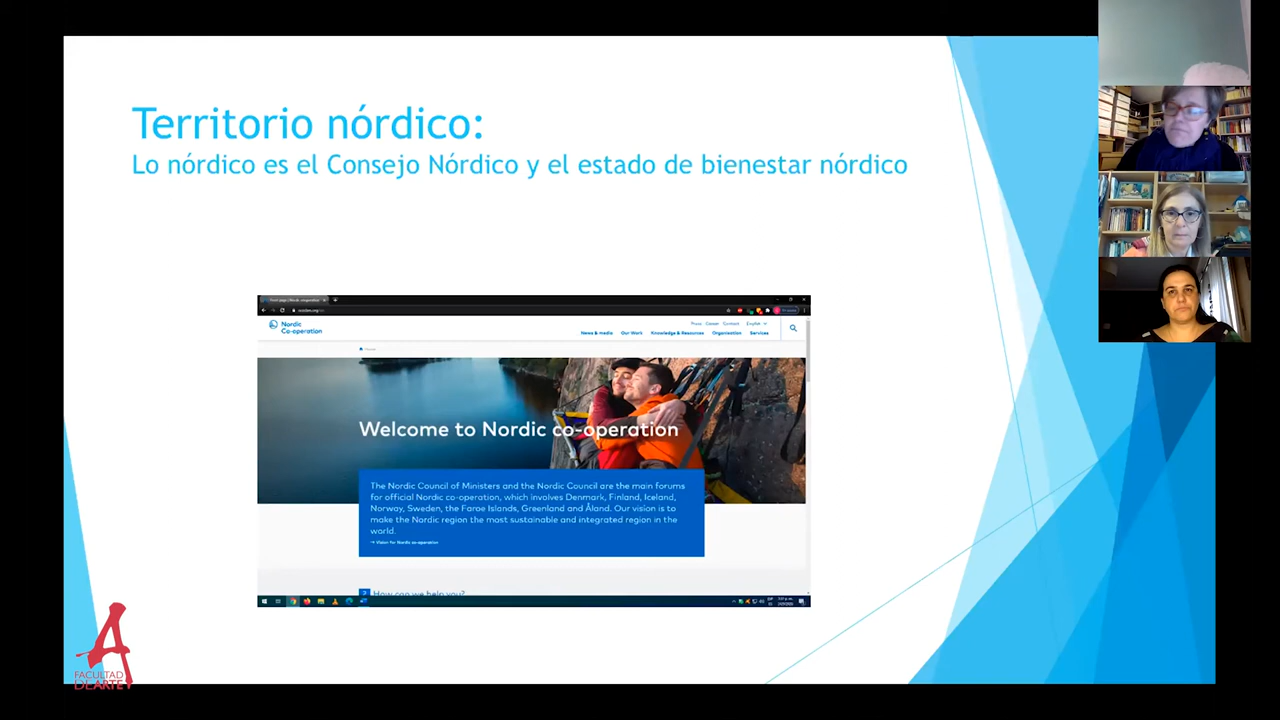 Territorio nórdico:
Lo nórdico es el Consejo Nórdico y el estado de bienestar nórdico
Nordic
Co-operation
English
News & media Our Work Knowledge & Resources Organisation Services
Welcome to Nordic co-operation
The Nordic Council of Ministers and the Nordic Council are the main forums
for official Nordic co-operation, which involves Denmark, Finland, Iceland,
Norway, Sweden, the Faroe Islands, Greenland and Åland. Our vision is to
make the Nordic region the most sustainable and integrated region in the
world.
→ Vision for Nordic co-operation
How can we help you?
FACULTAD
DE ARTE